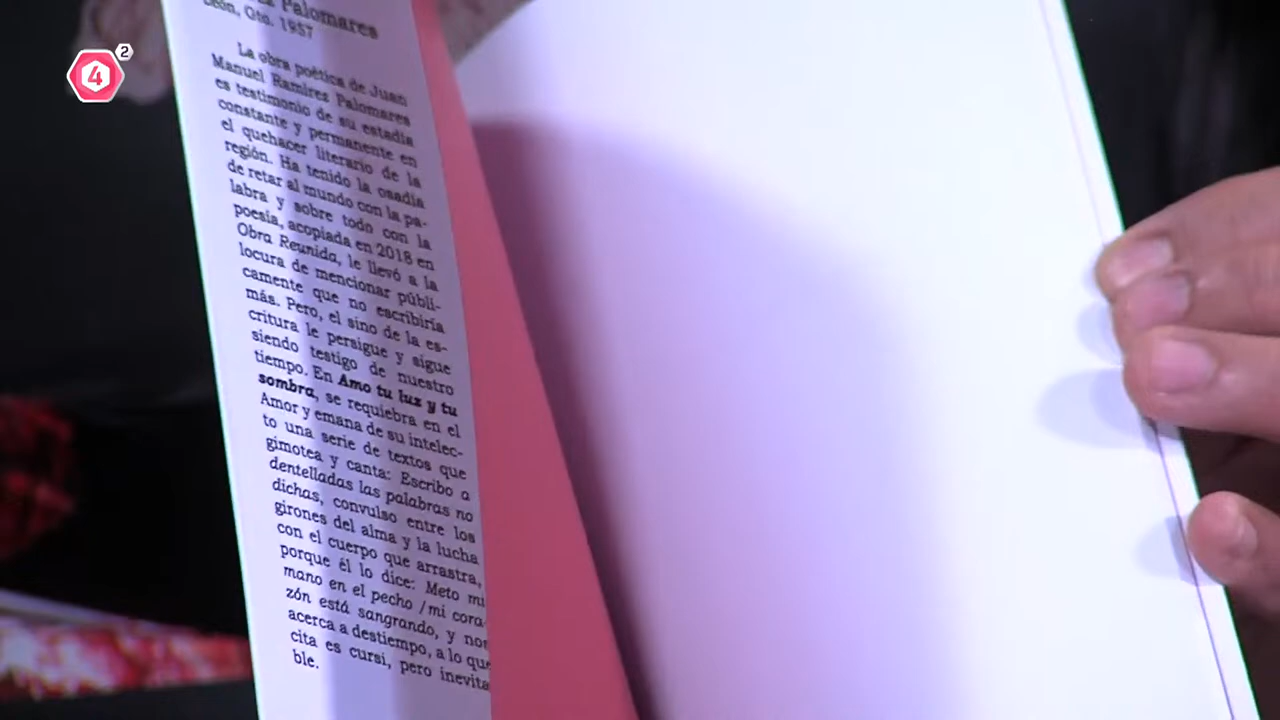 4 2
Palomares
León, Gto. 1957
La obra poética de Juan
Manuel Ramírez Palomares
es testimonio de su estadía
constante y permanente en
el quehacer literario de la
región. Ha tenido la osadía
de retar al mundo con la pa-
labra y sobre todo con la
poesía, acopiada en 2018 en
Obra Reunida, le llevó a la
locura de mencionar públi-
camente que no escribiría
más. Pero, el sino de la es-
critura le persigue y sigue
siendo testigo de nuestro
tiempo. En Amo tu luz y tu
sombra, se requiebra en el
Amor y emana de su intelec-
to una serie de textos que
gimotea y canta: Escribo a
dentelladas las palabras no
dichas, convulso entre los
girones del alma y la lucha
con el cuerpo que arrastra,
porque él lo dice: Meto mi
mano en el pecho / mi cora
zón está sangrando, y nos
acerca a destiempo, a lo que
cita es cursi, pero inevita
ble.